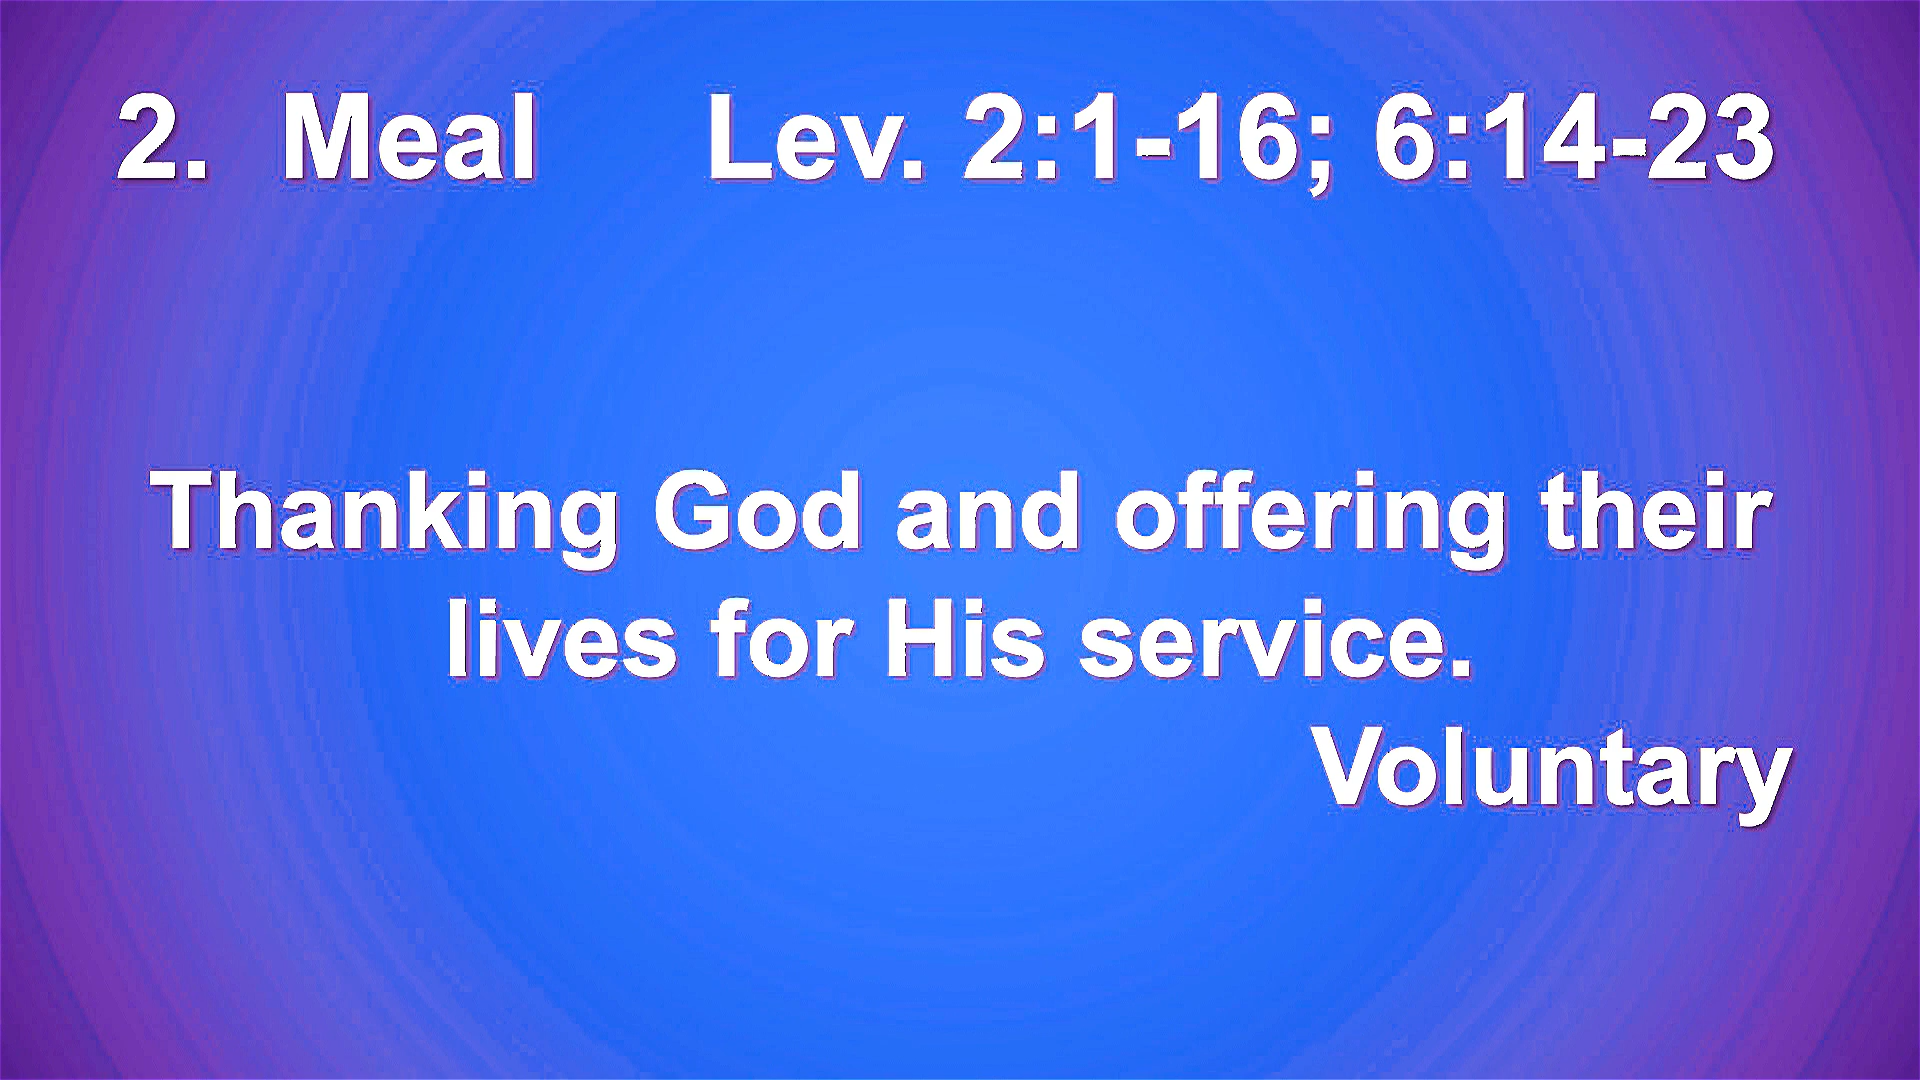 2. Meal Lev. 2:1-16; 6:14-23
Thanking God and offering their
lives for His service.
Voluntary